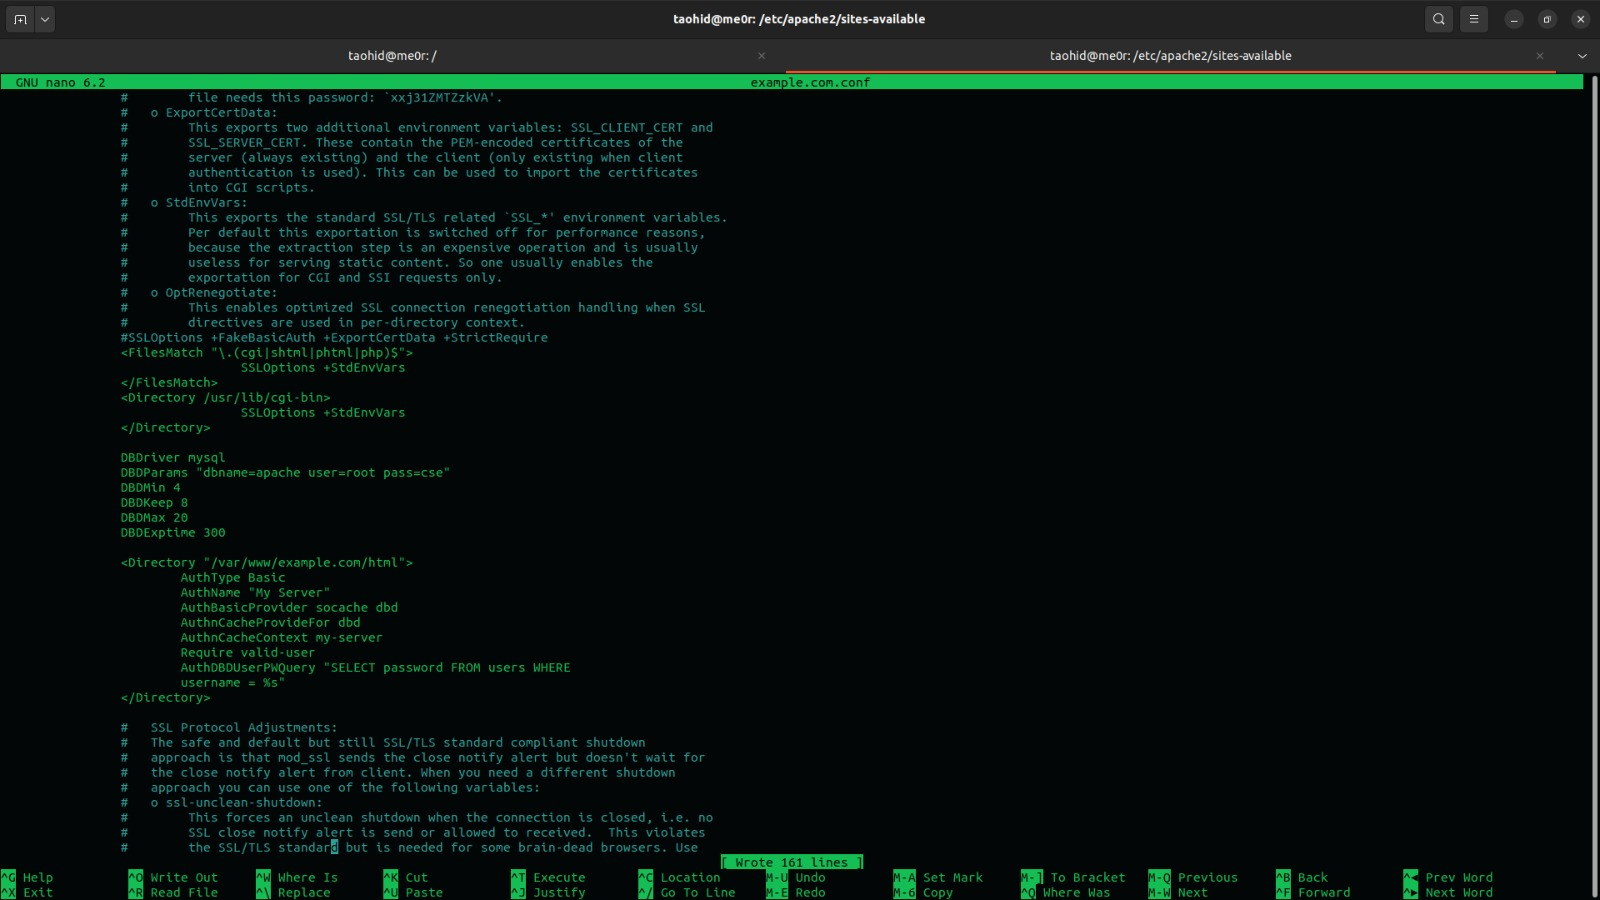 taohid@me0r: /etc/apache2/sites-available
taohid@me0r: /
taohid@me0r: /etc/apache2/sites-available
GNU nano 6.2 example.com.conf
#        file needs this password: `xxj31ZMTZzkVA'.
#   o ExportCertData:
#        This exports two additional environment variables: SSL_CLIENT_CERT and
#        SSL_SERVER_CERT. These contain the PEM-encoded certificates of the
#        server (always existing) and the client (only existing when client
#        authentication is used). This can be used to import the certificates
#        into CGI scripts.
#   o StdEnvVars:
#        This exports the standard SSL/TLS related `SSL_*' environment variables.
#        Per default this exportation is switched off for performance reasons,
#        because the extraction step is an expensive operation and is usually
#        useless for serving static content. So one usually enables the
#        exportation for CGI and SSI requests only.
#   o OptRenegotiate:
#        This enables optimized SSL connection renegotiation handling when SSL
#        directives are used in per-directory context.
#SSLOptions +FakeBasicAuth +ExportCertData +StrictRequire
<FilesMatch "\.(cgi|shtml|phtml|php)$">
                SSLOptions +StdEnvVars
</FilesMatch>
<Directory /usr/lib/cgi-bin>
                SSLOptions +StdEnvVars
</Directory>
DBDriver mysql
DBDParams "dbname=apache user=root pass=cse"
DBDMin 4
DBDKeep 8
DBDMax 20
DBDExptime 300
<Directory "/var/www/example.com/html">
        AuthType Basic
        AuthName "My Server"
        AuthBasicProvider socache dbd
        AuthnCacheProvideFor dbd
        AuthnCacheContext my-server
        Require valid-user
        AuthDBDUserPWQuery "SELECT password FROM users WHERE
        username = %s"
</Directory>
#   SSL Protocol Adjustments:
#   The safe and default but still SSL/TLS standard compliant shutdown
#   approach is that mod_ssl sends the close notify alert but doesn't wait for
#   the close notify alert from client. When you need a different shutdown
#   approach you can use one of the following variables:
#   o ssl-unclean-shutdown:
#        This forces an unclean shutdown when the connection is closed, i.e. no
#        SSL close notify alert is send or allowed to received.  This violates
#        the SSL/TLS standard but is needed for some brain-dead browsers. Use
[ Wrote 161 lines ]
^G Help ^O Write Out ^W Where Is ^K Cut ^T Execute ^C Location M-U Undo M-A Set Mark M-] To Bracket M-Q Previous ^B Back ^◂ Prev Word
^X Exit ^R Read File ^\ Replace ^U Paste ^J Justify ^/ Go To Line M-E Redo M-6 Copy ^Q Where Was M-W Next ^F Forward ^▸ Next Word